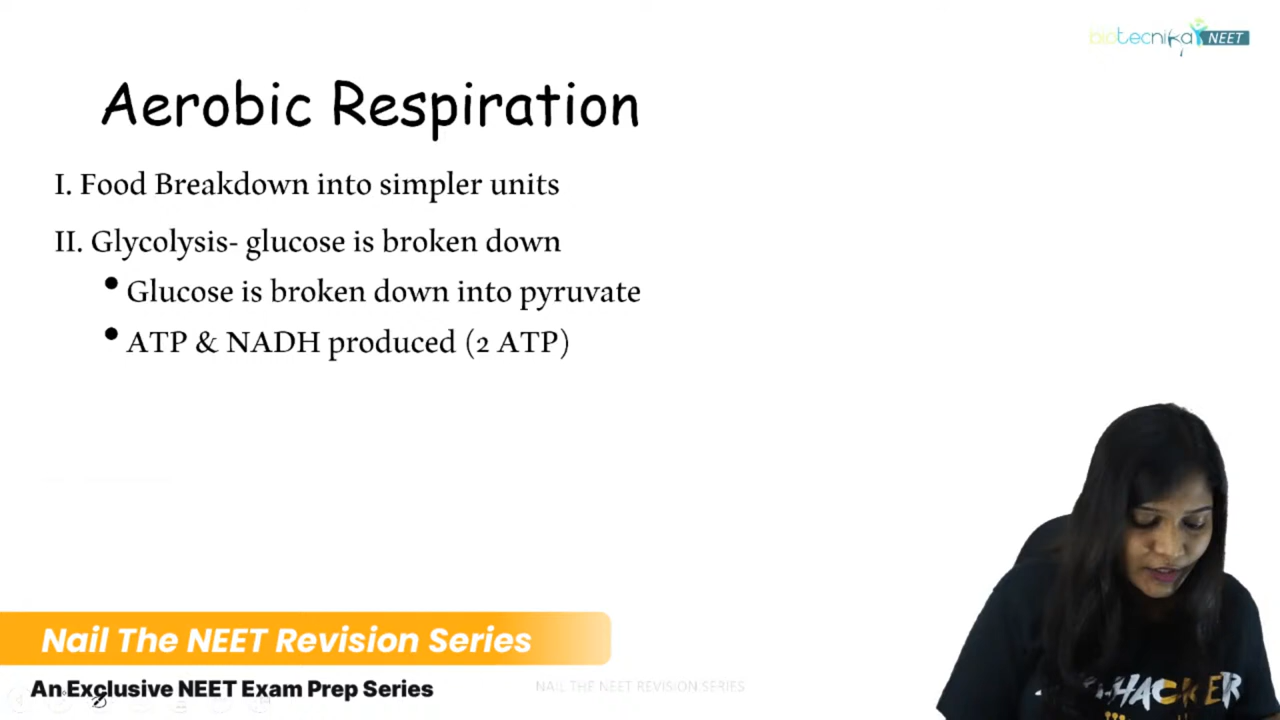 biotecnika NEET
Aerobic Respiration
I. Food Breakdown into simpler units
II. Glycolysis- glucose is broken down
• Glucose is broken down into pyruvate
• ATP & NADH produced (2 ATP)
HACKER
Nail The NEET Revision Series
An Exclusive NEET Exam Prep Series
NAIL THE NEET REVISION SERIES